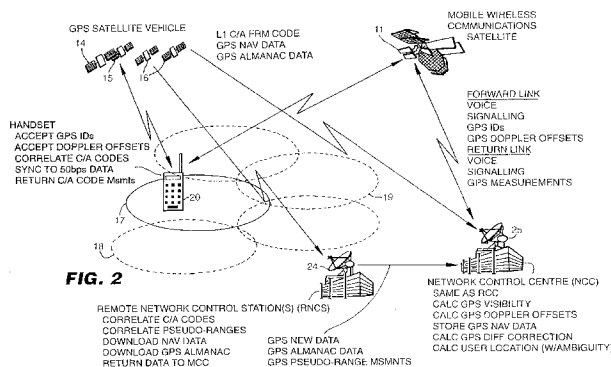 GPS SATELLITE VEHICLE
14
15
16
L1 C/A FRM CODE
GPS NAV DATA
GPS ALMANAC DATA
MOBILE WIRELESS
COMMUNICATIONS
SATELLITE
11
FORWARD LINK
VOICE
SIGNALLING
GPS IDs
GPS DOPPLER OFFSETS
RETURN LINK
VOICE
SIGNALLING
GPS MEASUREMENTS
HANDSET
ACCEPT GPS IDs
ACCEPT DOPPLER OFFSETS
CORRELATE C/A CODES
SYNC TO 50bps DATA
RETURN C/A CODE Msmts
17
20
18
19
FIG. 2
24
25
REMOTE NETWORK CONTROL STATION(S) (RNCS)
CORRELATE C/A CODES
CORRELATE PSEUDO-RANGES
DOWNLOAD NAV DATA
DOWNLOAD GPS ALMANAC
RETURN DATA TO MCC
GPS NEW DATA
GPS ALMANAC DATA
GPS PSEUDO-RANGE MSMNTS
NETWORK CONTROL CENTRE (NCC)
SAME AS RCC
CALC GPS VISIBILITY
CALC GPS DOPPLER OFFSETS
STORE GPS NAV DATA
CALC GPS DIFF CORRECTION
CALC USER LOCATION (W/AMBIGUITY)